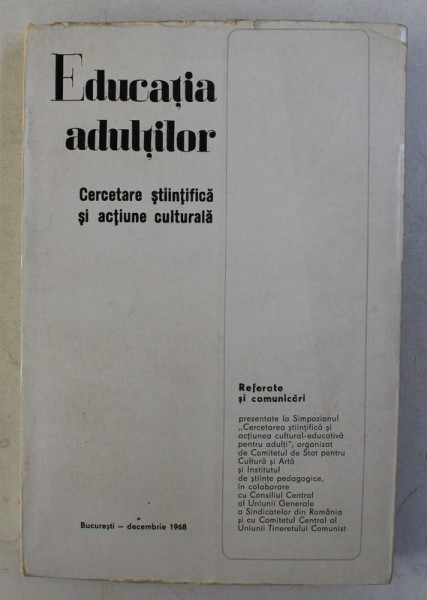 Educația
adulților
Cercetare științifică
și acțiune culturală
Referate
și comunicări
prezentate la Simpozionul
„Cercetarea științifică și
acțiunea cultural-educativă
pentru adulți", organizat
de Comitetul de Stat pentru
Cultură și Artă
și Institutul
de științe pedagogice,
în colaborare
cu Consiliul Central
al Uniunii Generale
a Sindicatelor din România
și cu Comitetul Central al
Uniunii Tineretului Comunist
București – decembrie 1968